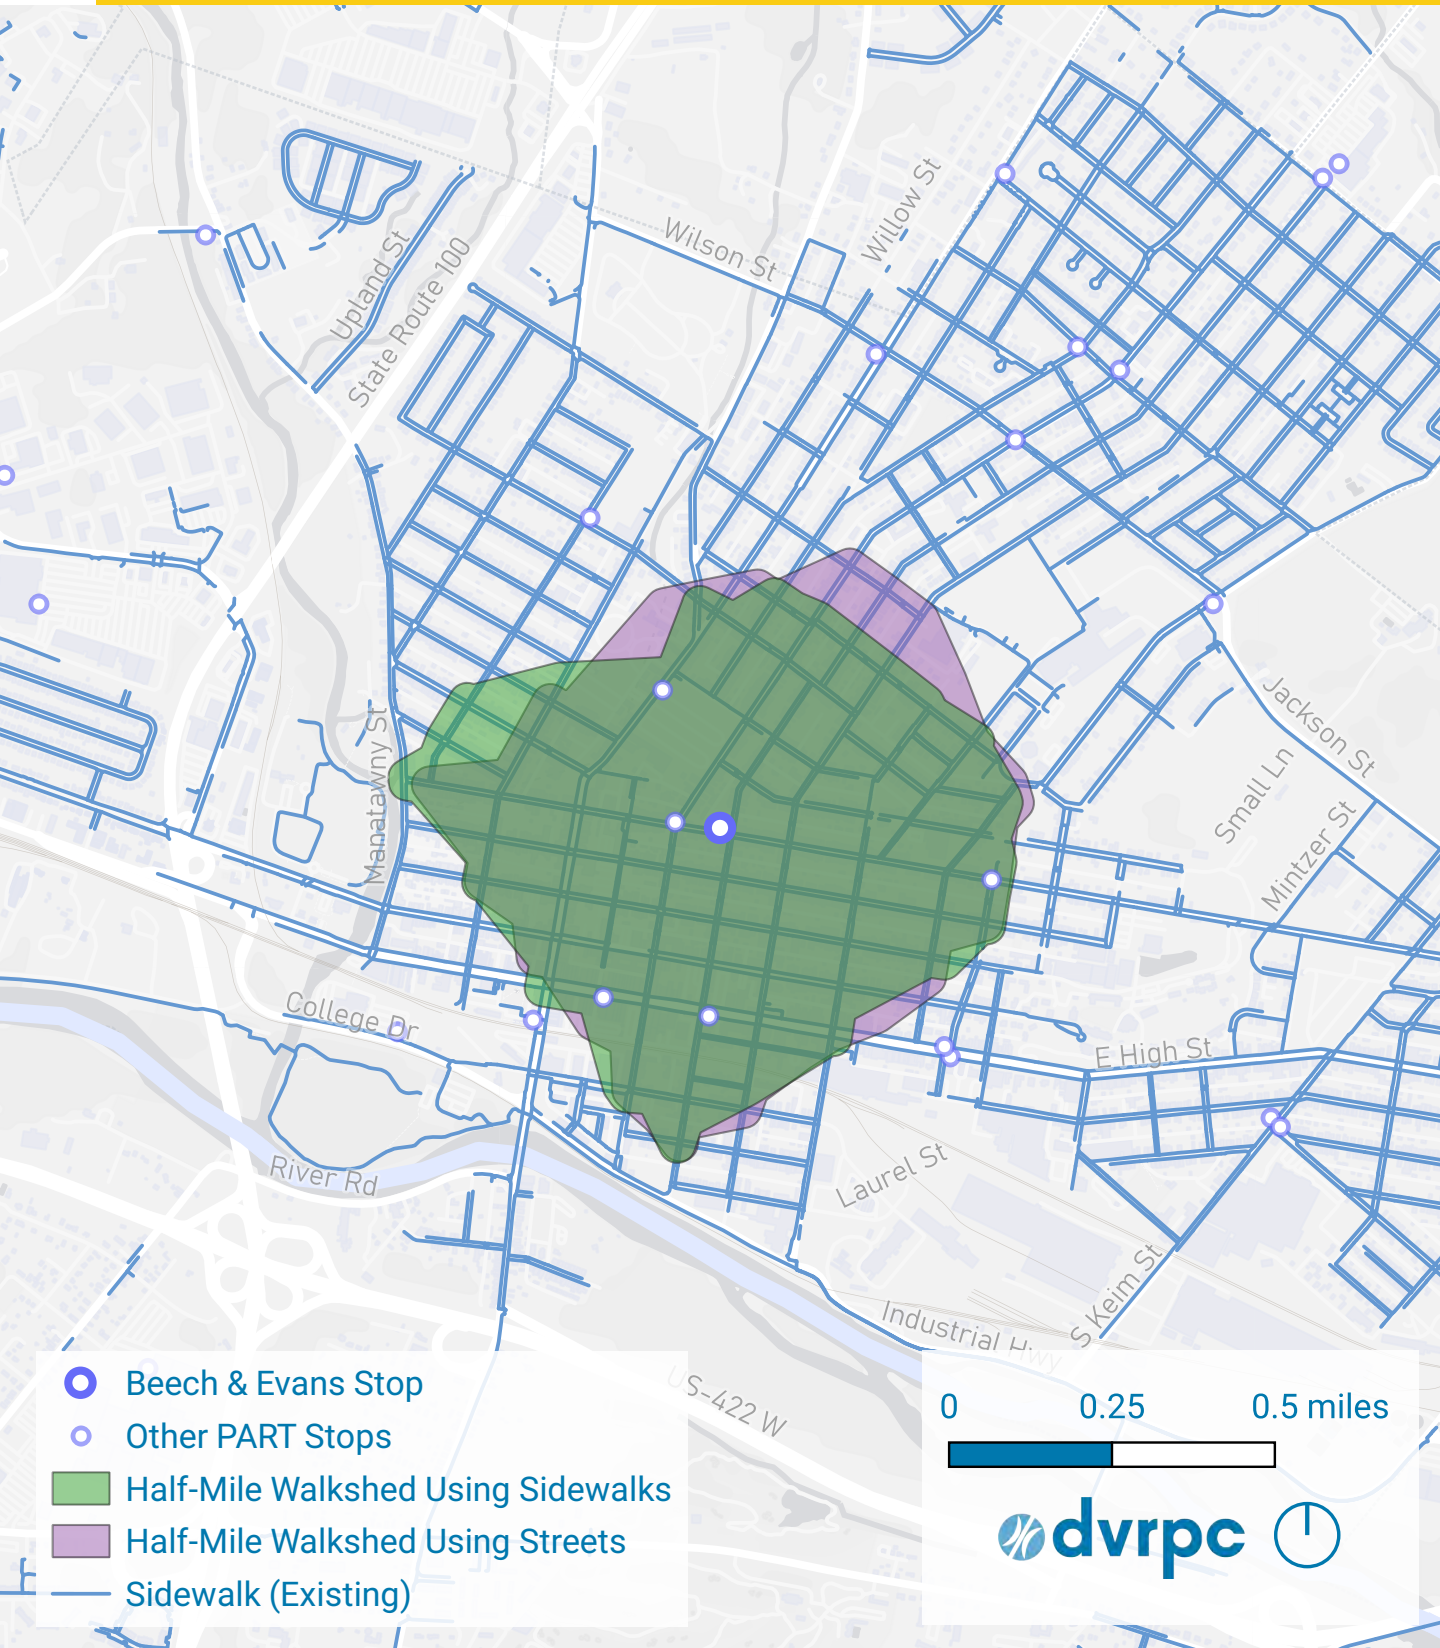 Willow St
Wilson St
Upland St
State Route 100
Jackson St
Small Ln
Manatawny St
Mintzer St
College Dr
E High St
River Rd
Laurel St
S Keim St
Industrial Hwy
US-422 W
Beech & Evans Stop
Other PART Stops
Half-Mile Walkshed Using Sidewalks
Half-Mile Walkshed Using Streets
Sidewalk (Existing)
0 0.25 0.5 miles
dvrpc